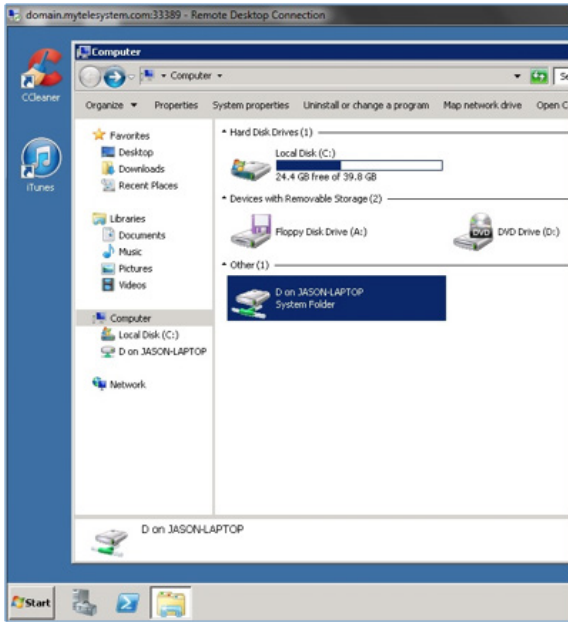 domain.mytelesystem.com:33389 - Remote Desktop Connection
CCleaner
iTunes
Computer
Computer
Organize Properties System properties Uninstall or change a program Map network drive Open
Favorites
Desktop
Downloads
Recent Places
Libraries
Documents
Music
Pictures
Videos
Computer
Local Disk (C:)
D on JASON-LAPTOP
Network
Hard Disk Drives (1)
Local Disk (C:)
24.4 GB free of 39.8 GB
Devices with Removable Storage (2)
Floppy Disk Drive (A:)
DVD
DVD Drive (D:)
Other (1)
D on JASON-LAPTOP
System Folder
D on JASON-LAPTOP
Start